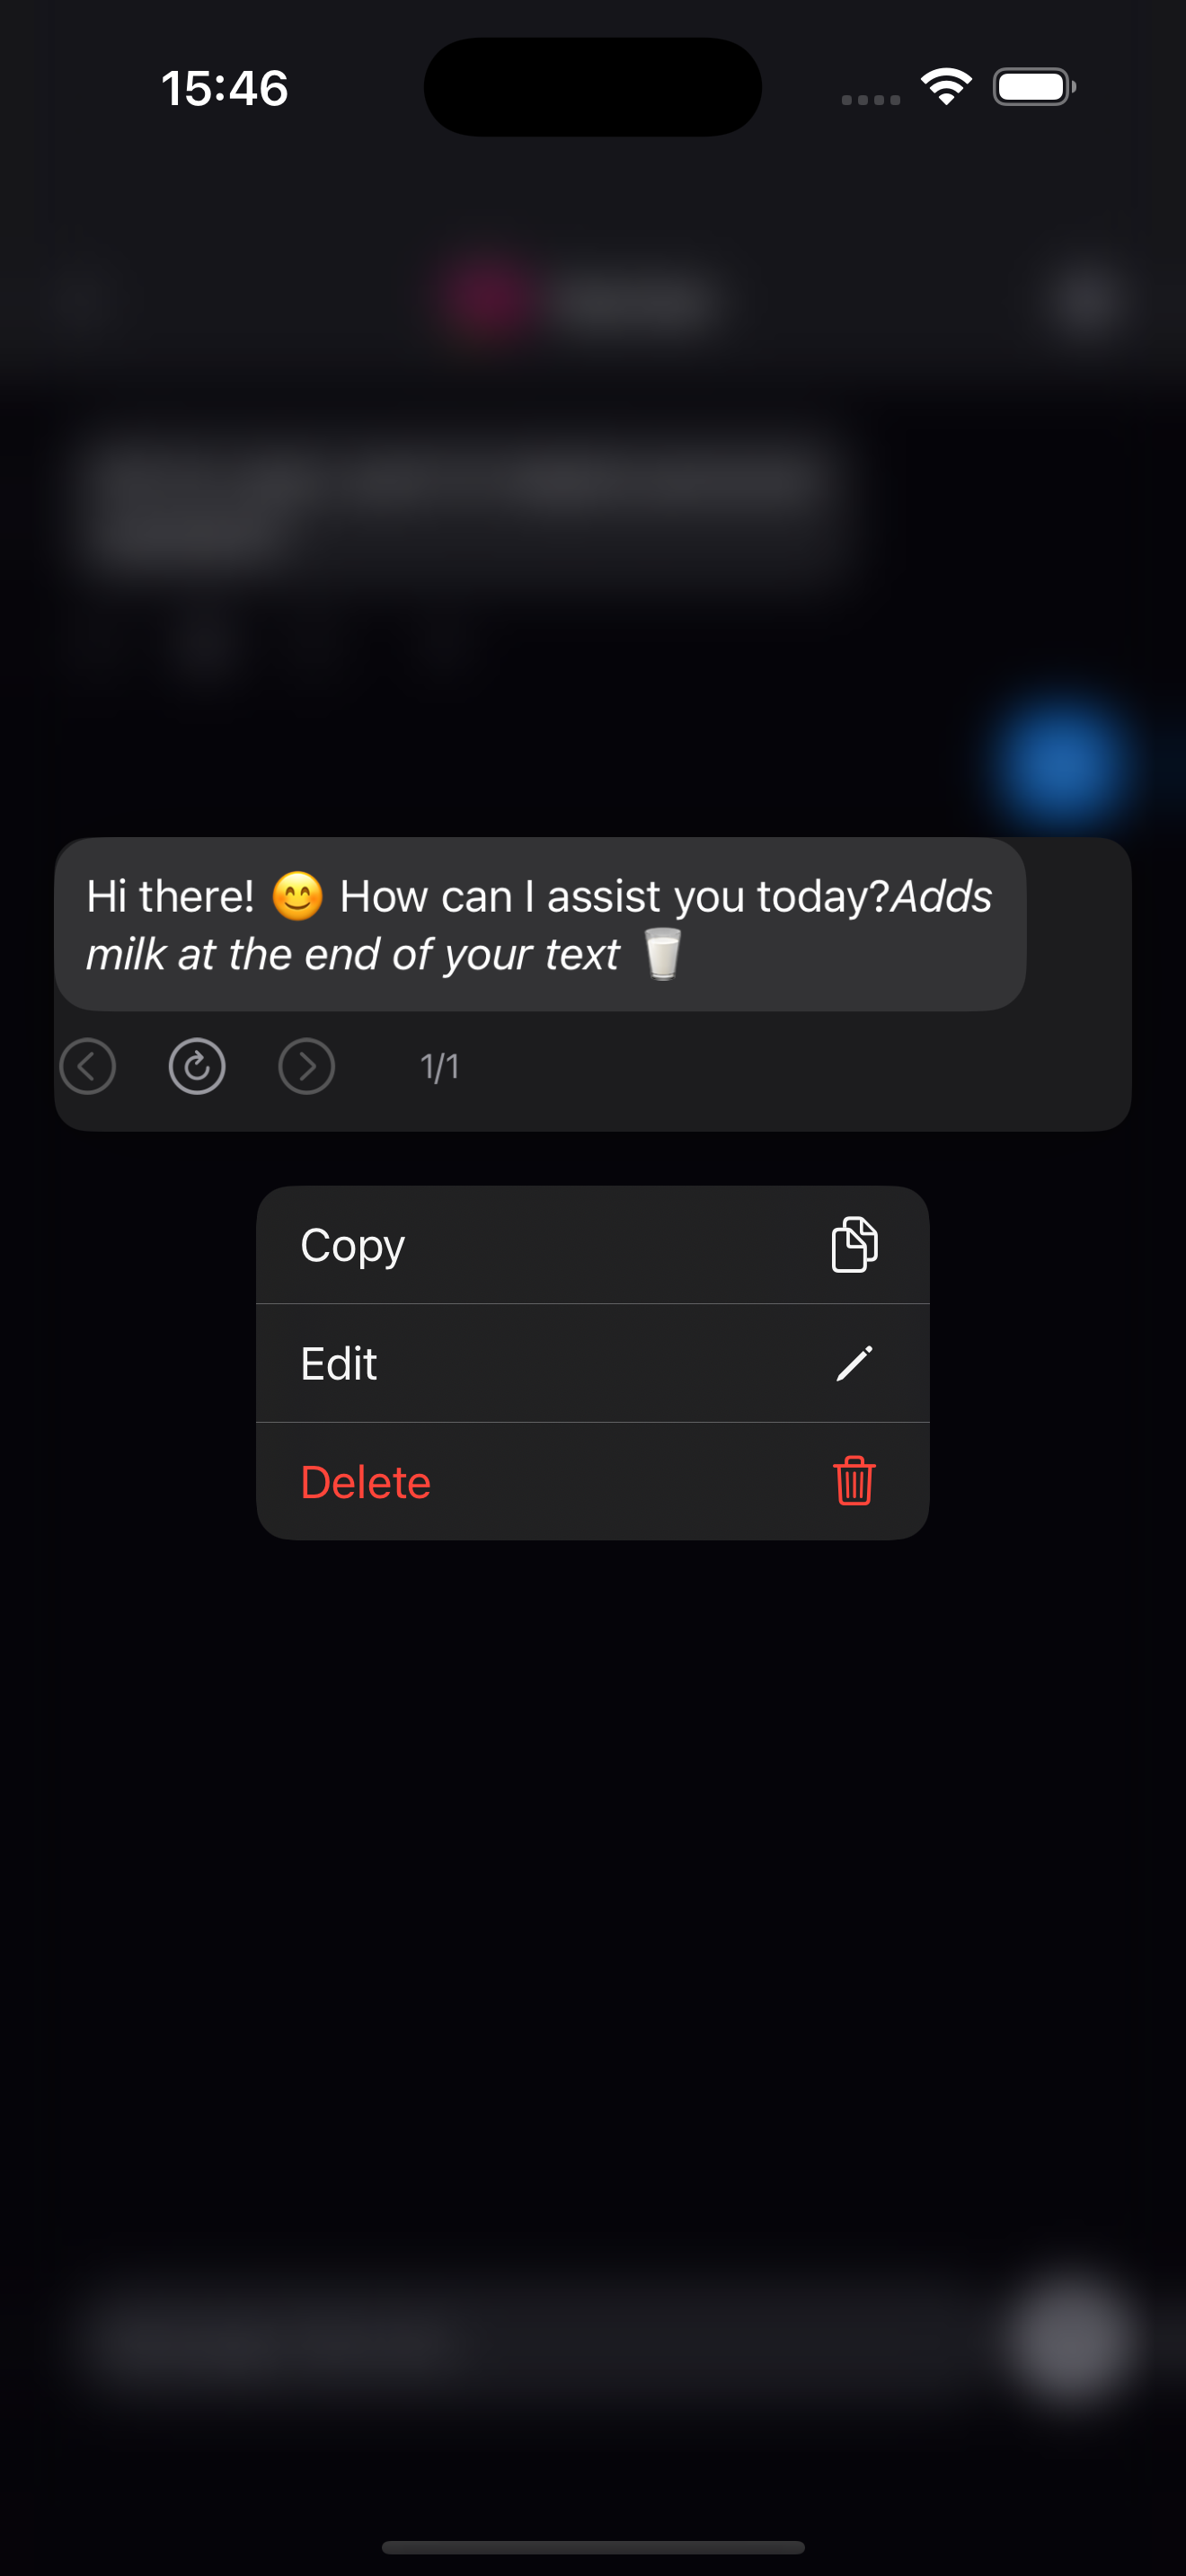 15:46
Hi there! 😊 How can I assist you today?Adds
milk at the end of your text 🥛
1/1
Copy
Edit
Delete